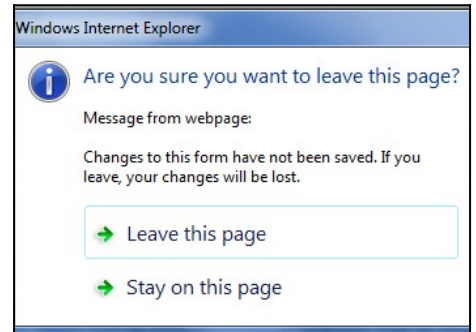 Windows Internet Explorer
Are you sure you want to leave this page?
Message from webpage:
Changes to this form have not been saved. If you
leave, your changes will be lost.
Leave this page
Stay on this page